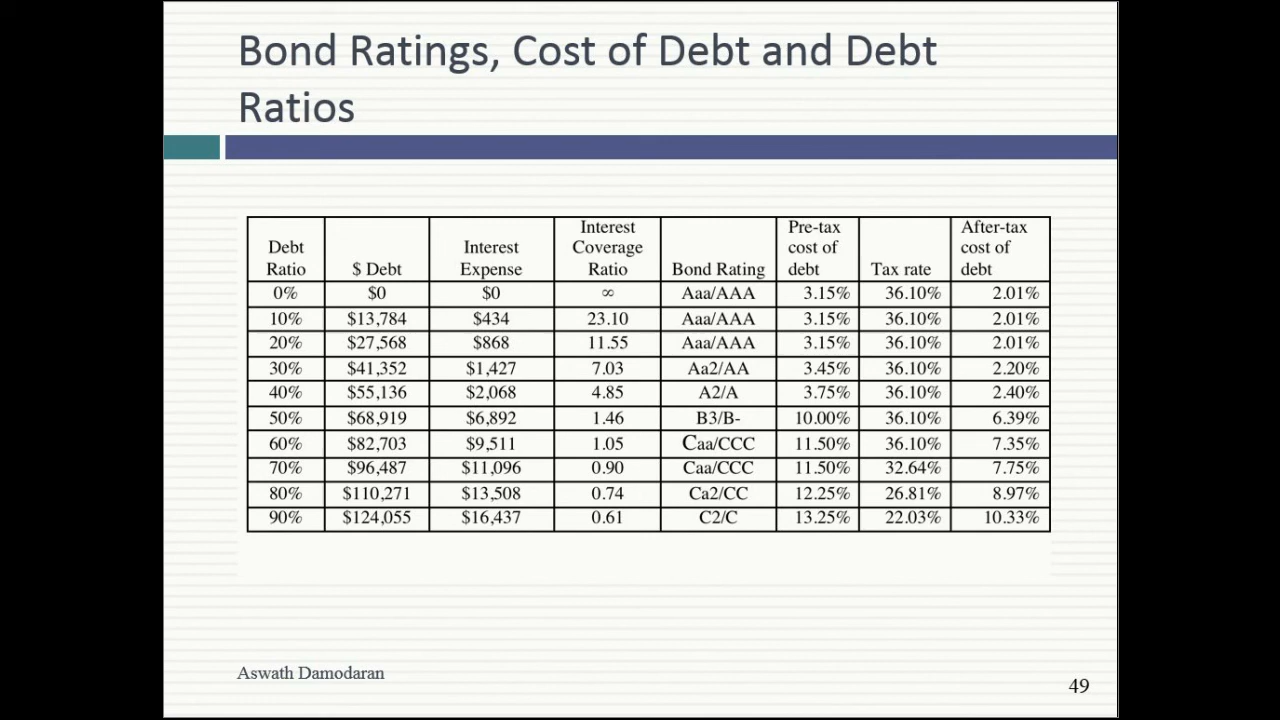 Bond Ratings, Cost of Debt and Debt
Ratios
Debt Ratio $ Debt Interest Expense Interest Coverage Ratio Bond Rating Pre-tax cost of debt Tax rate After-tax cost of debt
0% $0 $0 ∞ Aaa/AAA 3.15% 36.10% 2.01%
10% $13,784 $434 23.10 Aaa/AAA 3.15% 36.10% 2.01%
20% $27,568 $868 11.55 Aaa/AAA 3.15% 36.10% 2.01%
30% $41,352 $1,427 7.03 Aa2/AA 3.45% 36.10% 2.20%
40% $55,136 $2,068 4.85 A2/A 3.75% 36.10% 2.40%
50% $68,919 $6,892 1.46 B3/B- 10.00% 36.10% 6.39%
60% $82,703 $9,511 1.05 Caa/CCC 11.50% 36.10% 7.35%
70% $96,487 $11,096 0.90 Caa/CCC 11.50% 32.64% 7.75%
80% $110,271 $13,508 0.74 Ca2/CC 12.25% 26.81% 8.97%
90% $124,055 $16,437 0.61 C2/C 13.25% 22.03% 10.33%
Aswath Damodaran
49